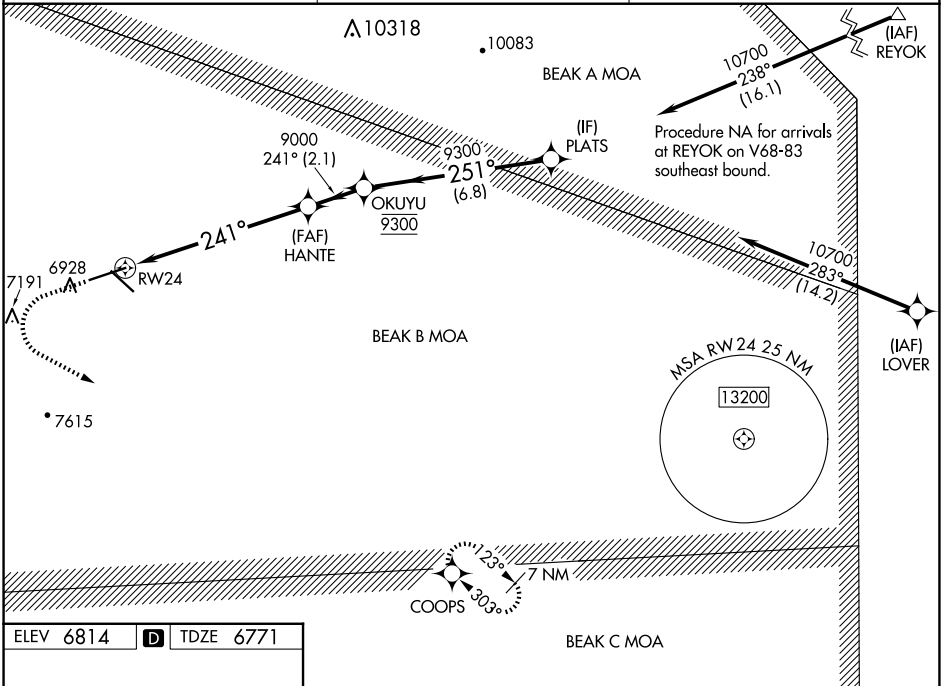 10318
10083
BEAK A MOA
(IAF)
REYOK
10700
238°
(16.1)
Procedure NA for arrivals
at REYOK on V68-83
southeast bound.
(IF)
PLATS
9300
251°
(6.8)
9000
241° (2.1)
OKUYU
9300
(FAF)
HANTE
241°
RW24
6928
7191
10700
283°
(14.2)
(IAF)
LOVER
BEAK B MOA
MSA RW24 25 NM
13200
7615
123°
7 NM
303°
COOPS
BEAK C MOA
ELEV 6814 D TDZE 6771